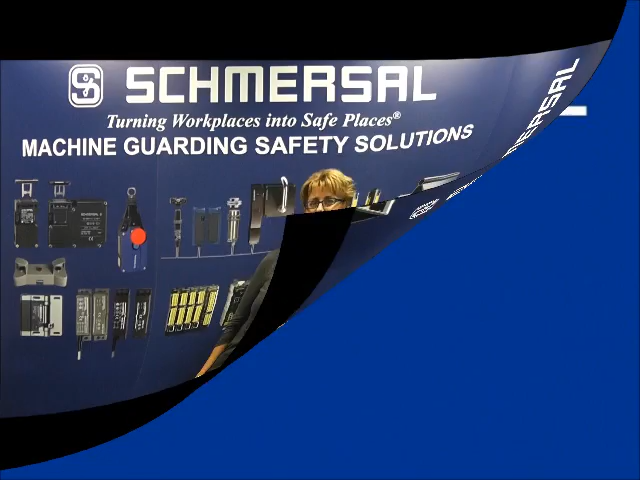 SCHMERSAL
Turning Workplaces into Safe Places®
MACHINE GUARDING SAFETY SOLUTIONS